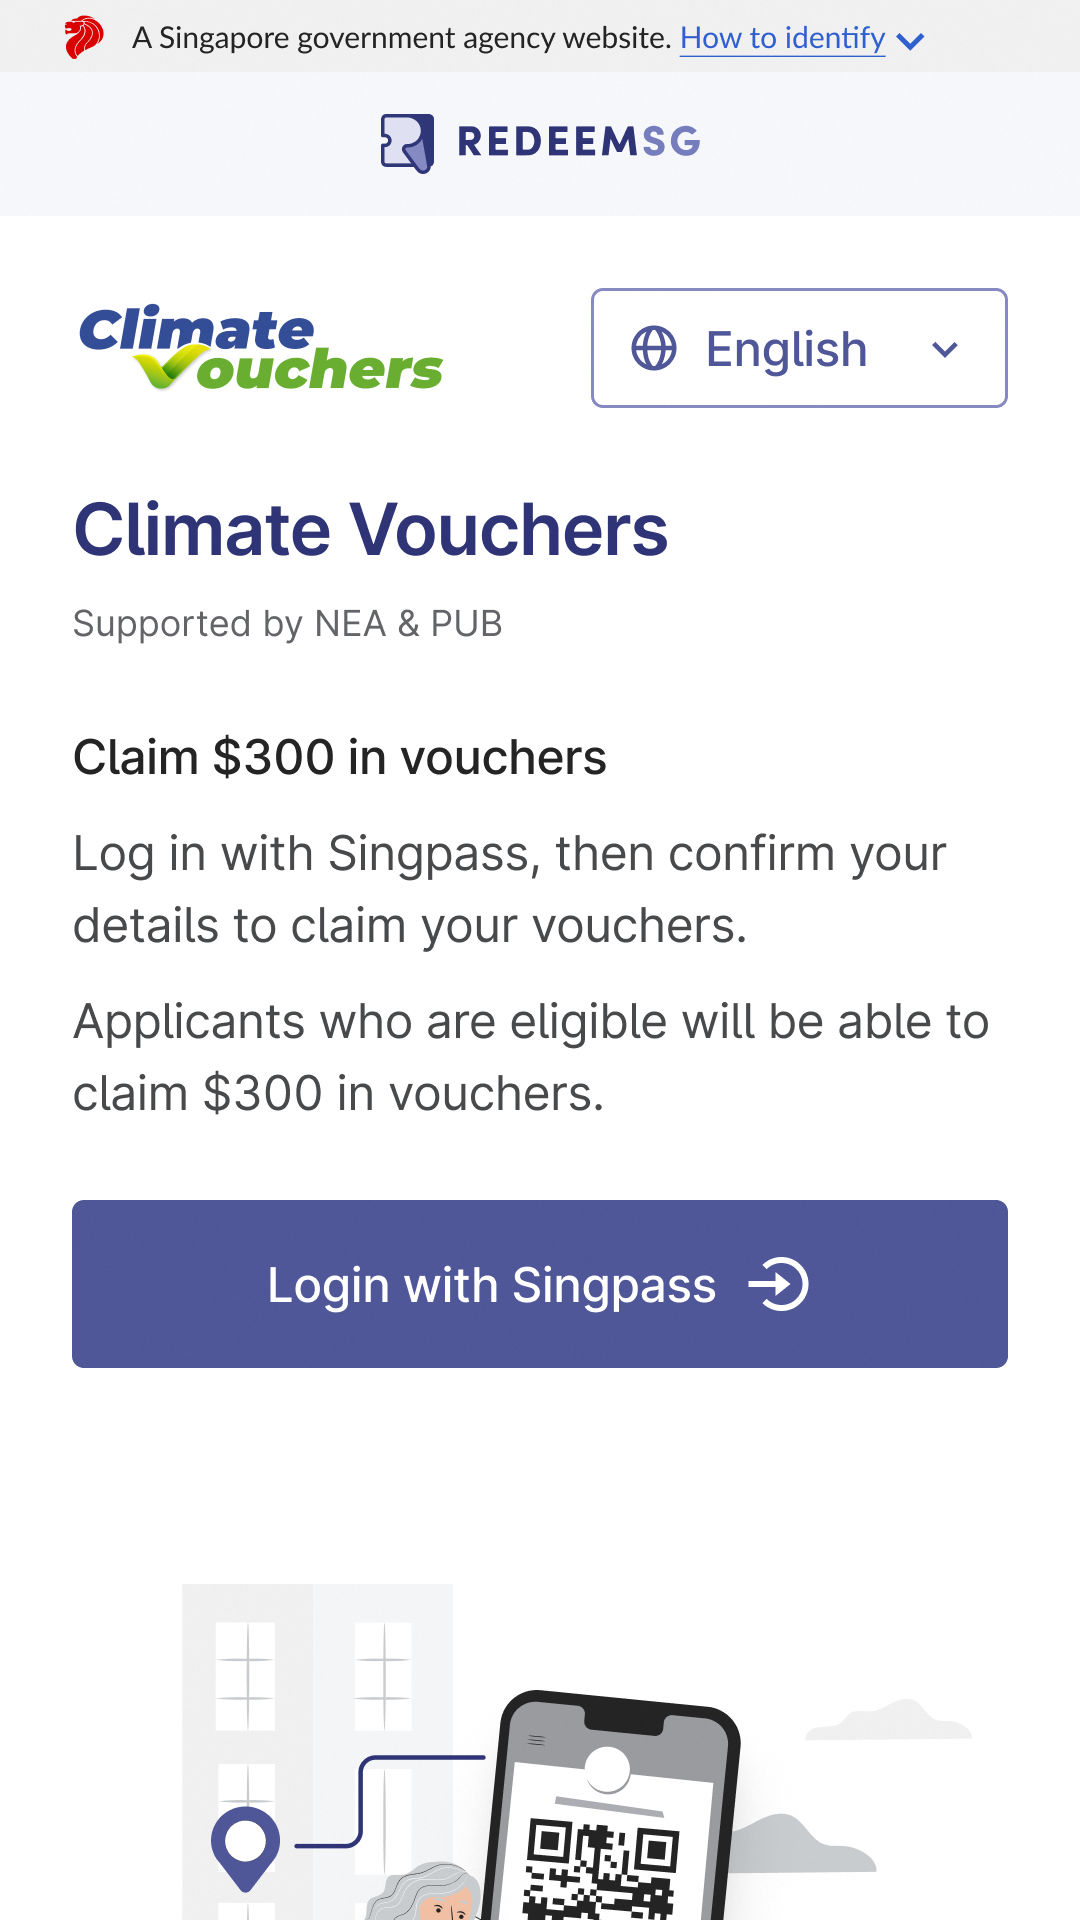 A Singapore government agency website. How to identify
REDEEMSG
Climate
Vouchers
English
Climate Vouchers
Supported by NEA & PUB
Claim $300 in vouchers
Log in with Singpass, then confirm your
details to claim your vouchers.
Applicants who are eligible will be able to
claim $300 in vouchers.
Login with Singpass